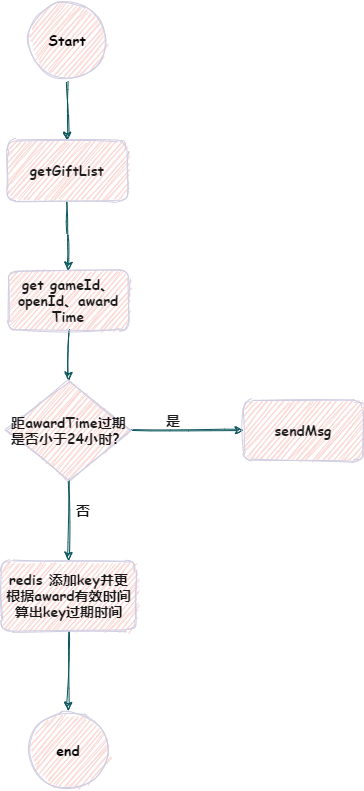 Start
getGiftList
get gameId、
openId、award
Time
距awardTime过期
是否小于24小时?
是
sendMsg
否
redis 添加key并更
根据award有效时间
算出key过期时间
end